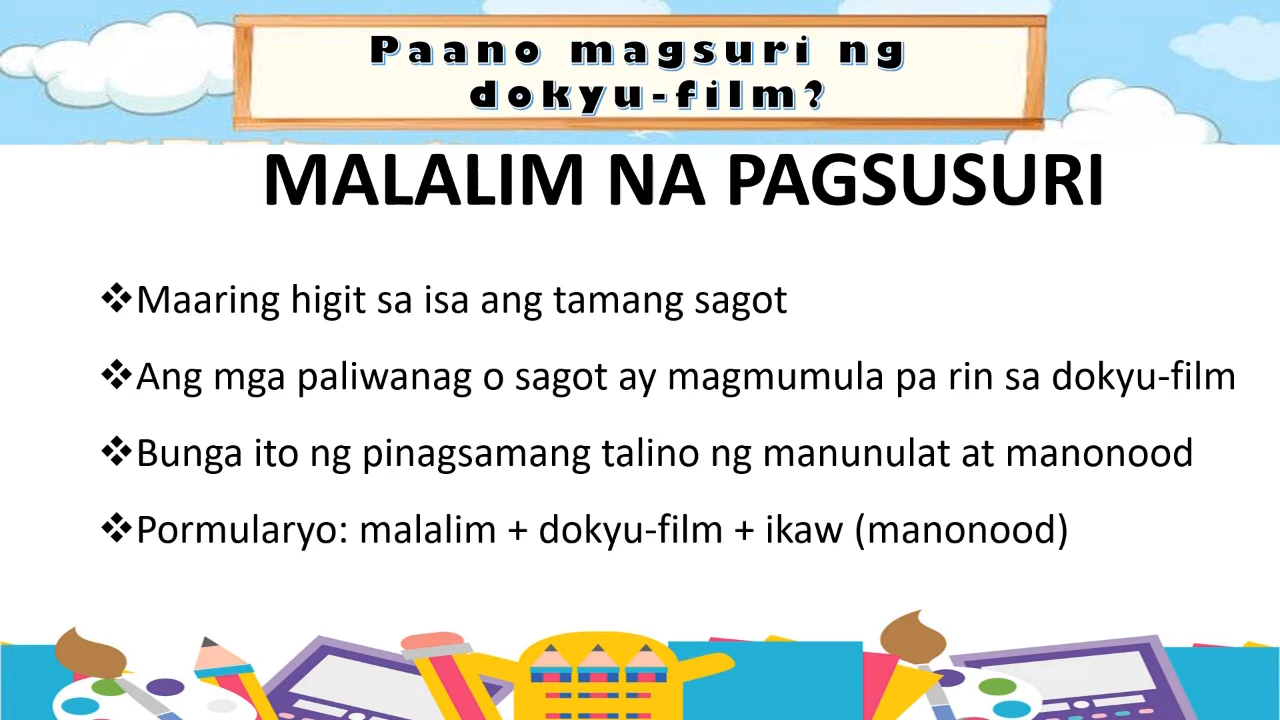 Paano magsuri ng
dokyu-film?
MALALIM NA PAGSUSURI
❖Maaring higit sa isa ang tamang sagot
❖Ang mga paliwanag o sagot ay magmumula pa rin sa dokyu-film
❖Bunga ito ng pinagsamang talino ng manunulat at manonood
❖Pormularyo: malalim + dokyu-film + ikaw (manonood)